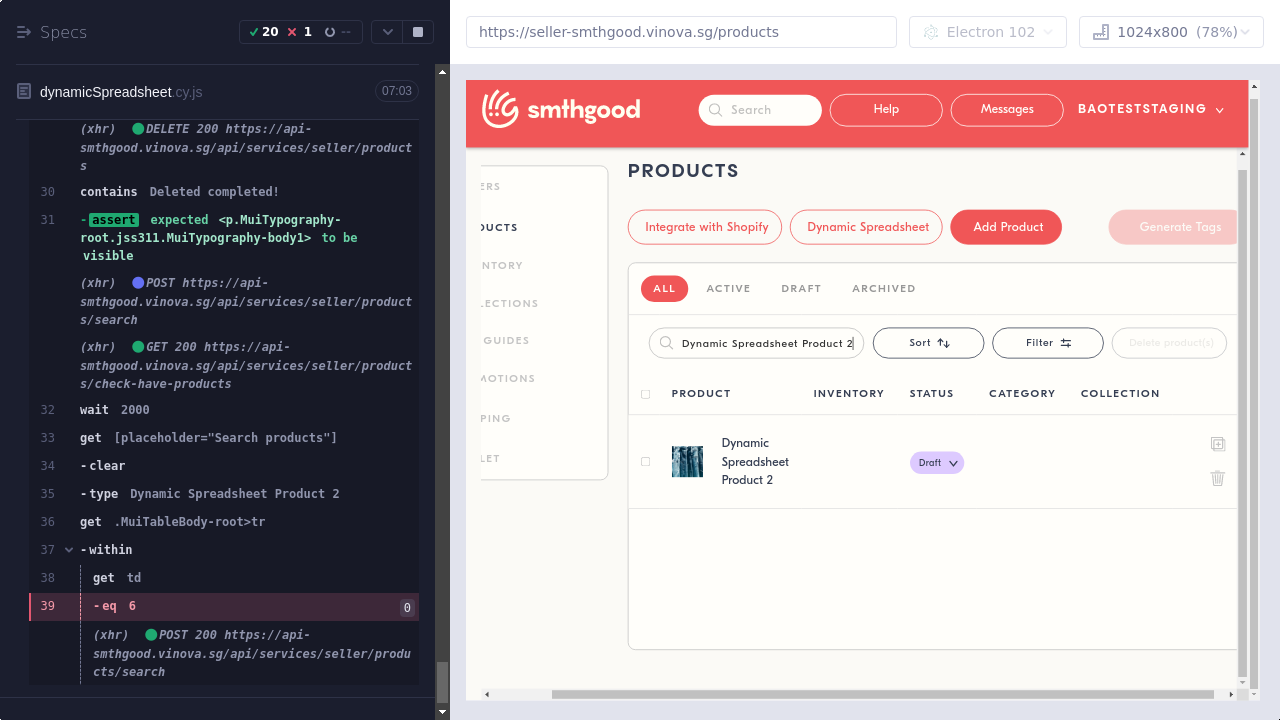 Specs
20
1
--
dynamicSpreadsheet.cy.js
07:03
(xhr) DELETE 200 https://api-
smthgood.vinova.sg/api/services/seller/product
s
30 contains Deleted completed!
31 -assert expected <p.MuiTypography-
root.jss311.MuiTypography-body1> to be
visible
(xhr) POST https://api-
smthgood.vinova.sg/api/services/seller/product
s/search
(xhr) GET 200 https://api-
smthgood.vinova.sg/api/services/seller/product
s/check-have-products
32 wait 2000
33 get [placeholder="Search products"]
34 -clear
35 -type Dynamic Spreadsheet Product 2
36 get .MuiTableBody-root>tr
37 -within
38 get td
39 -eq 6 0
(xhr) POST 200 https://api-
smthgood.vinova.sg/api/services/seller/produ
cts/search
https://seller-smthgood.vinova.sg/products
Electron 102
1024x800 (78%)
smthgood
Search
Help
Messages
BAOTESTSTAGING
ERS
DUCTS
NTORY
LECTIONS
GUIDES
MOTIONS
PING
LET
PRODUCTS
Integrate with Shopify
Dynamic Spreadsheet
Add Product
Generate Tags
ALL
ACTIVE
DRAFT
ARCHIVED
Dynamic Spreadsheet Product 2
Sort
Filter
Delete product(s)
PRODUCT
INVENTORY
STATUS
CATEGORY
COLLECTION
Dynamic
Spreadsheet
Product 2
Draft